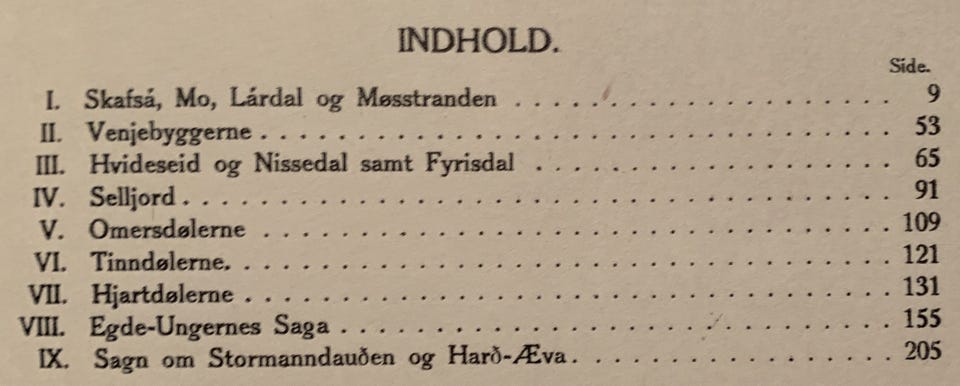 INDHOLD.
Side.
I. Skafså, Mo, Lårdal og Møsstranden . . . . . . . . . . . . . . . . . . . 9
II. Venjebyggerne . . . . . . . . . . . . . . . . . . . . . . . . . . . . . . . 53
III. Hvideseid og Nissedal samt Fyrisdal . . . . . . . . . . . . . . . . . . 65
IV. Selljord . . . . . . . . . . . . . . . . . . . . . . . . . . . . . . . . . . . 91
V. Omersdølerne . . . . . . . . . . . . . . . . . . . . . . . . . . . . . . . 109
VI. Tinndølerne. . . . . . . . . . . . . . . . . . . . . . . . . . . . . . . . . 121
VII. Hjartdølerne . . . . . . . . . . . . . . . . . . . . . . . . . . . . . . . . 131
VIII. Egde-Ungernes Saga . . . . . . . . . . . . . . . . . . . . . . . . . . . 155
IX. Sagn om Stormanndauðen og Harð-Æva. . . . . . . . . . . . . . . . 205